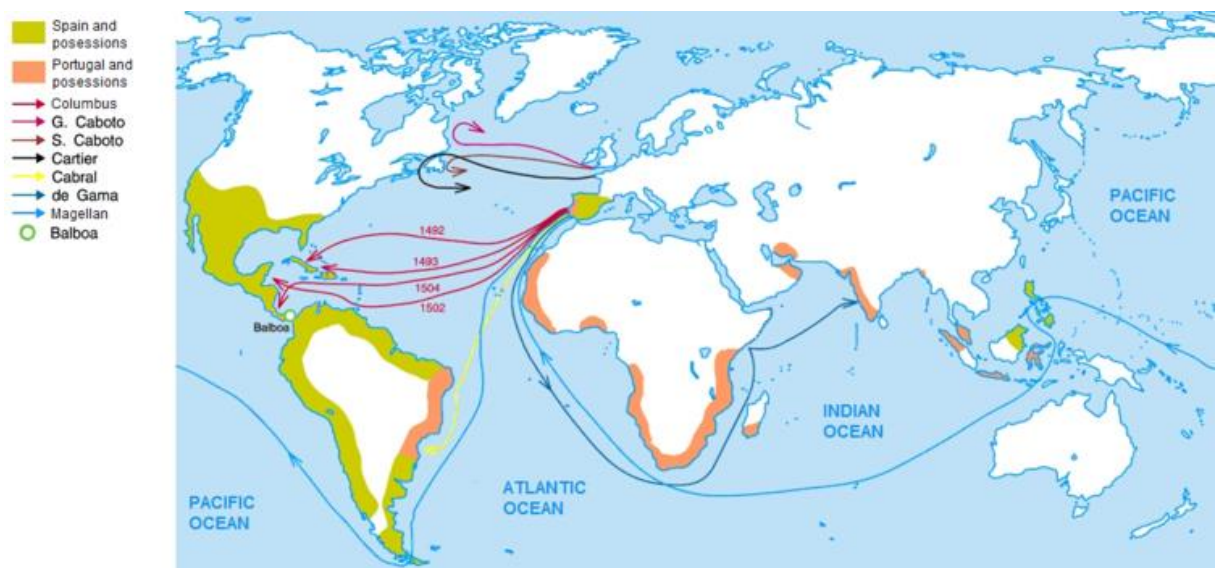 Spain and
posessions
Portugal and
posessions
Columbus
G. Caboto
S. Caboto
Cartier
Cabral
de Gama
Magellan
Balboa
1492
1493
1504
1502
Balboa
PACIFIC
OCEAN
ATLANTIC
OCEAN
INDIAN
OCEAN
PACIFIC
OCEAN